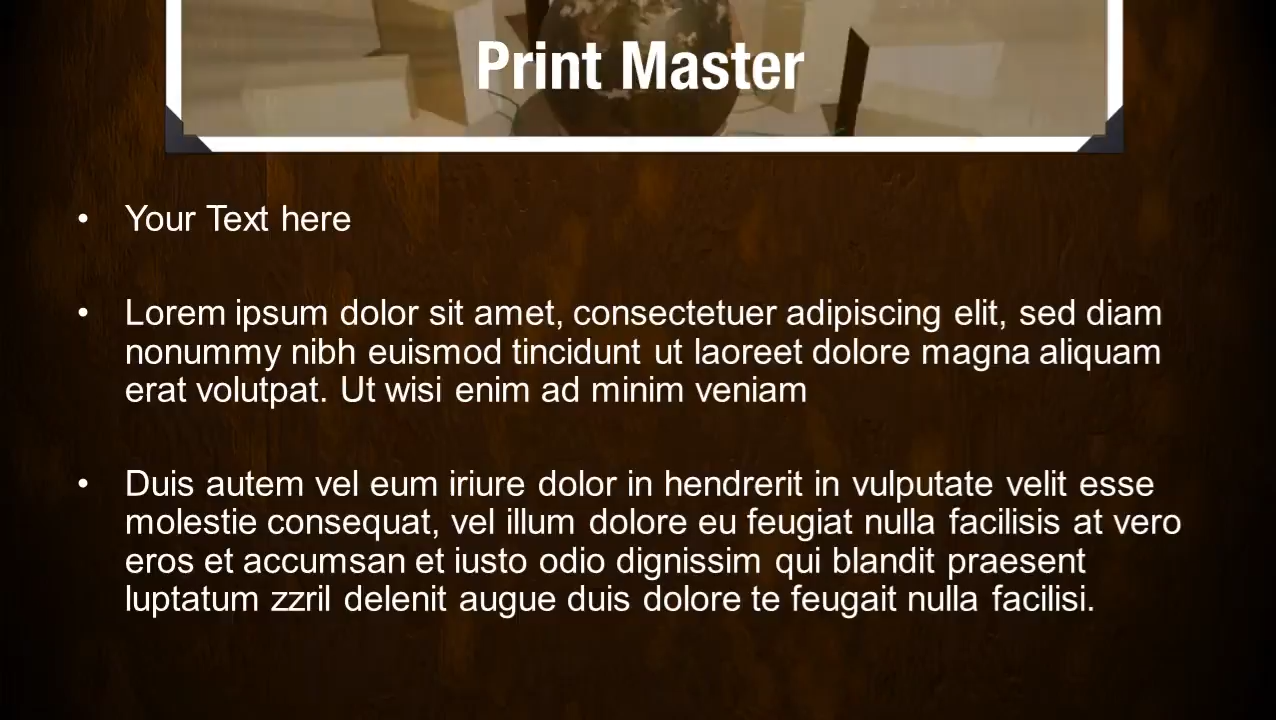 Print Master
• Your Text here
• Lorem ipsum dolor sit amet, consectetuer adipiscing elit, sed diam
nonummy nibh euismod tincidunt ut laoreet dolore magna aliquam
erat volutpat. Ut wisi enim ad minim veniam
• Duis autem vel eum iriure dolor in hendrerit in vulputate velit esse
molestie consequat, vel illum dolore eu feugiat nulla facilisis at vero
eros et accumsan et iusto odio dignissim qui blandit praesent
luptatum zzril delenit augue duis dolore te feugait nulla facilisi.